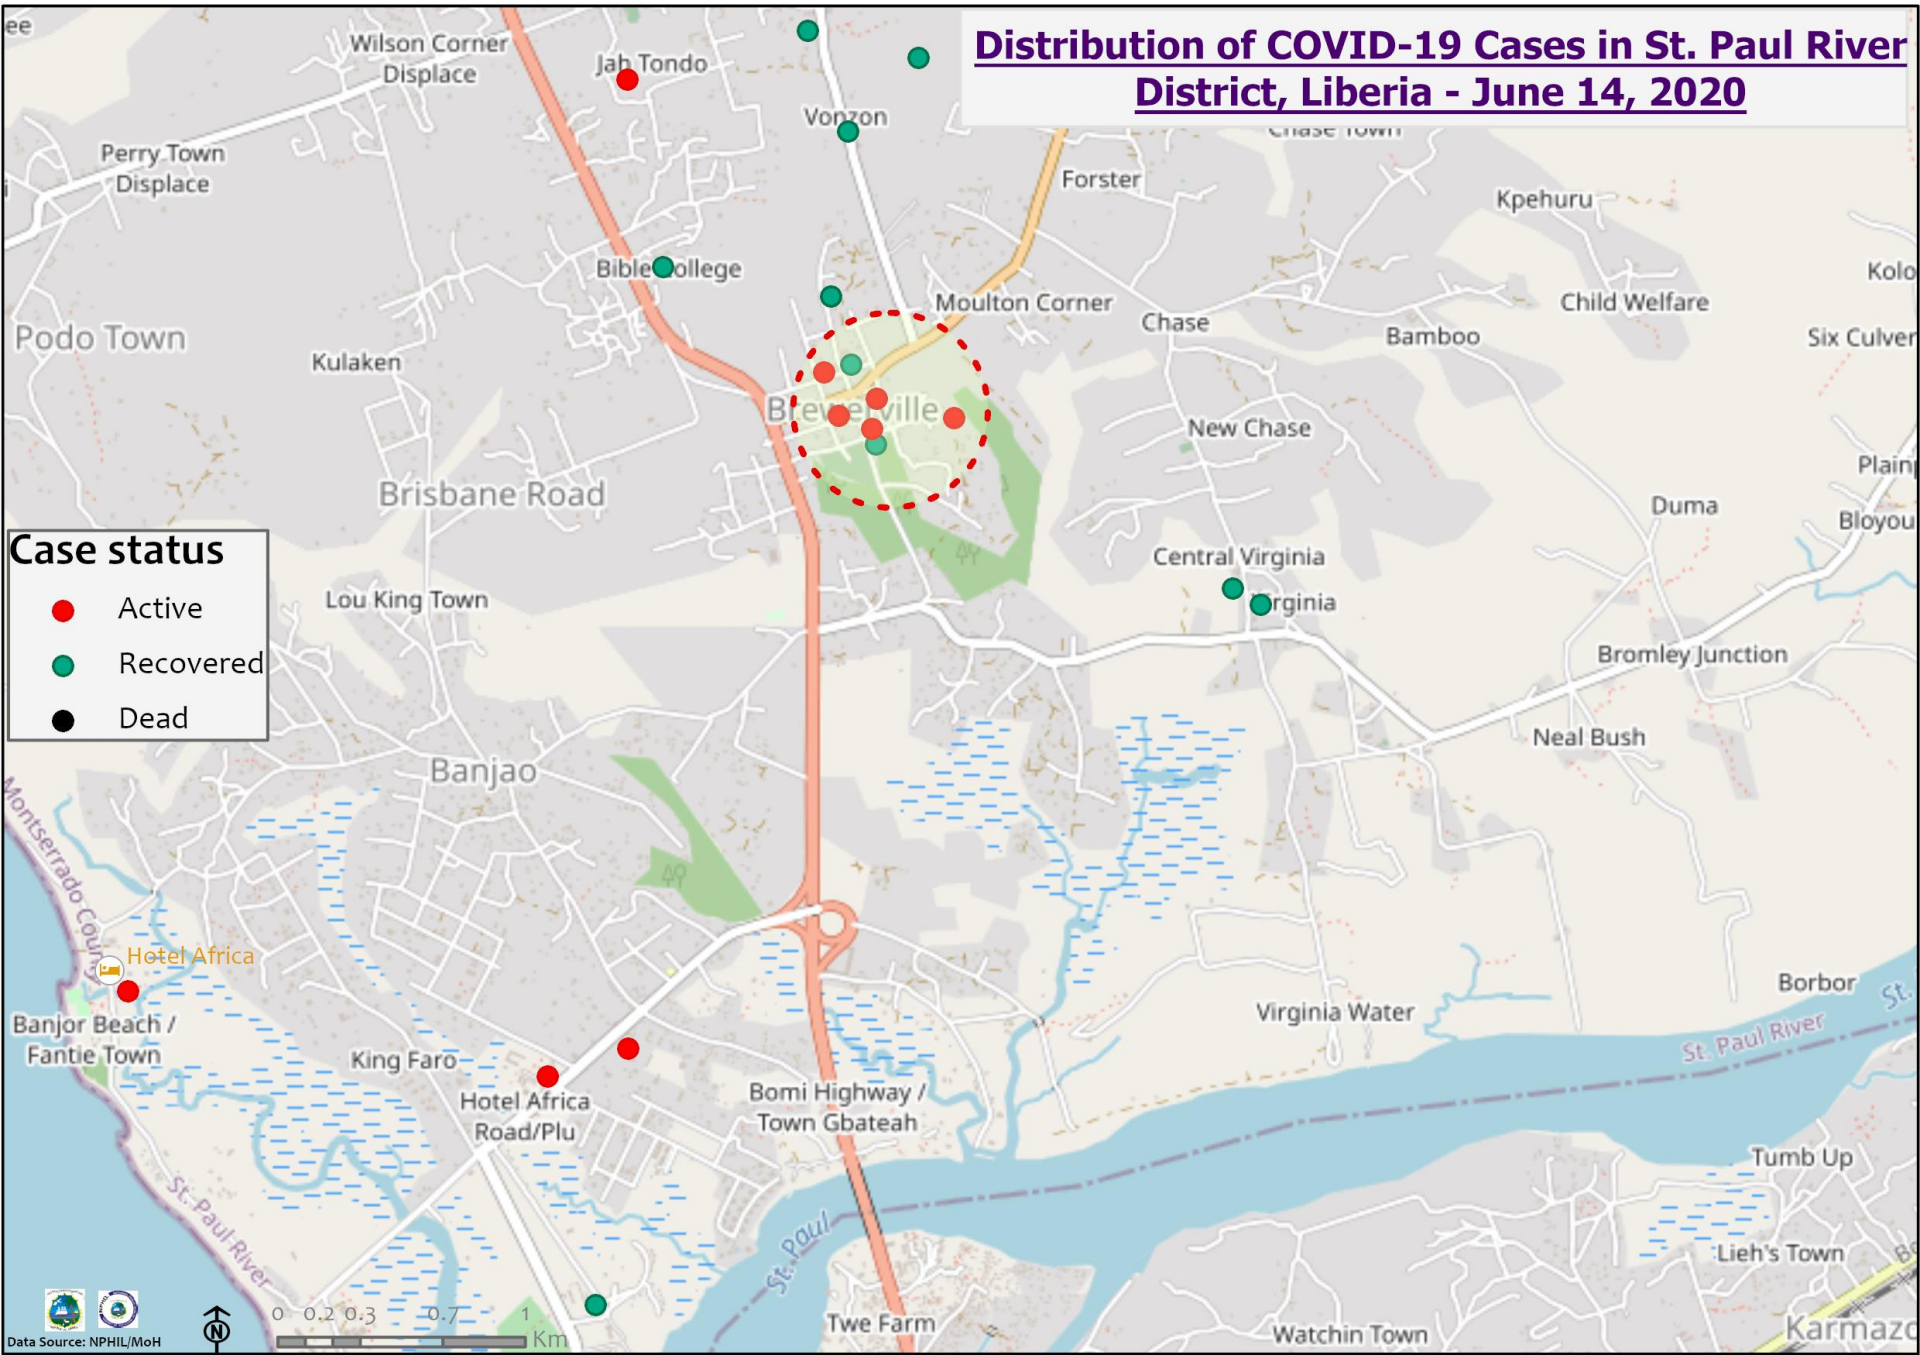 Distribution of COVID-19 Cases in St. Paul River
District, Liberia - June 14, 2020
ee
Wilson Corner
Displace
Jah Tondo
Vonzon
Perry Town
Displace
Forster
Kpehuru
Bible College
Kolo
Moulton Corner
Child Welfare
Chase
Podo Town
Bamboo
Six Culver
Kulaken
Brewerville
New Chase
Plain
Brisbane Road
Duma
Bloyou
Case status
Active
Recovered
Dead
Central Virginia
Virginia
Lou King Town
Bromley Junction
Neal Bush
Banjao
Montserrado Coun
Hotel Africa
Borbor
St.
Banjor Beach /
Fantie Town
Virginia Water
St. Paul River
King Faro
Hotel Africa
Road/Plu
Bomi Highway /
Town Gbateah
Tumb Up
St. Paul River
St. Paul
Lieh's Town
Twe Farm
Watchin Town
Karmazo
N
0 0.2 0.3 0.7 1
Km
Data Source: NPHIL/MoH